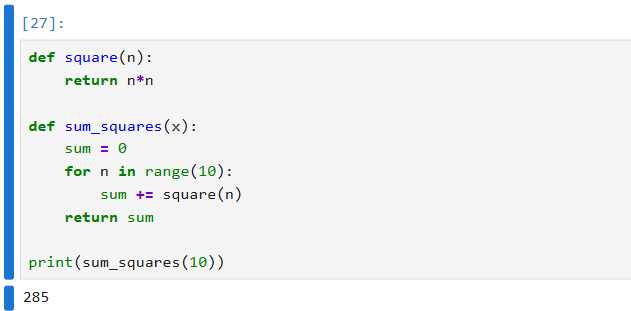 [27]:
def square(n):
    return n*n

def sum_squares(x):
    sum = 0
    for n in range(10):
        sum += square(n)
    return sum

print(sum_squares(10))
285